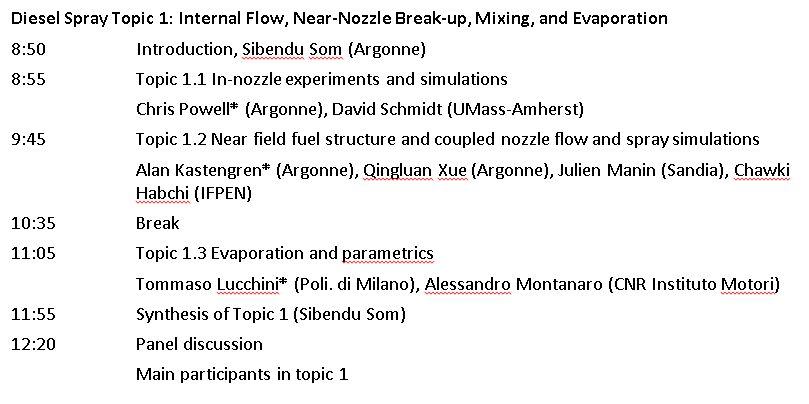 Diesel Spray Topic 1: Internal Flow, Near-Nozzle Break-up, Mixing, and Evaporation
8:50 Introduction, Sibendu Som (Argonne)
8:55 Topic 1.1 In-nozzle experiments and simulations
Chris Powell* (Argonne), David Schmidt (UMass-Amherst)
9:45 Topic 1.2 Near field fuel structure and coupled nozzle flow and spray simulations
Alan Kastengren* (Argonne), Qingluan Xue (Argonne), Julien Manin (Sandia), Chawki
Habchi (IFPEN)
10:35 Break
11:05 Topic 1.3 Evaporation and parametrics
Tommaso Lucchini* (Poli. di Milano), Alessandro Montanaro (CNR Instituto Motori)
11:55 Synthesis of Topic 1 (Sibendu Som)
12:20 Panel discussion
Main participants in topic 1